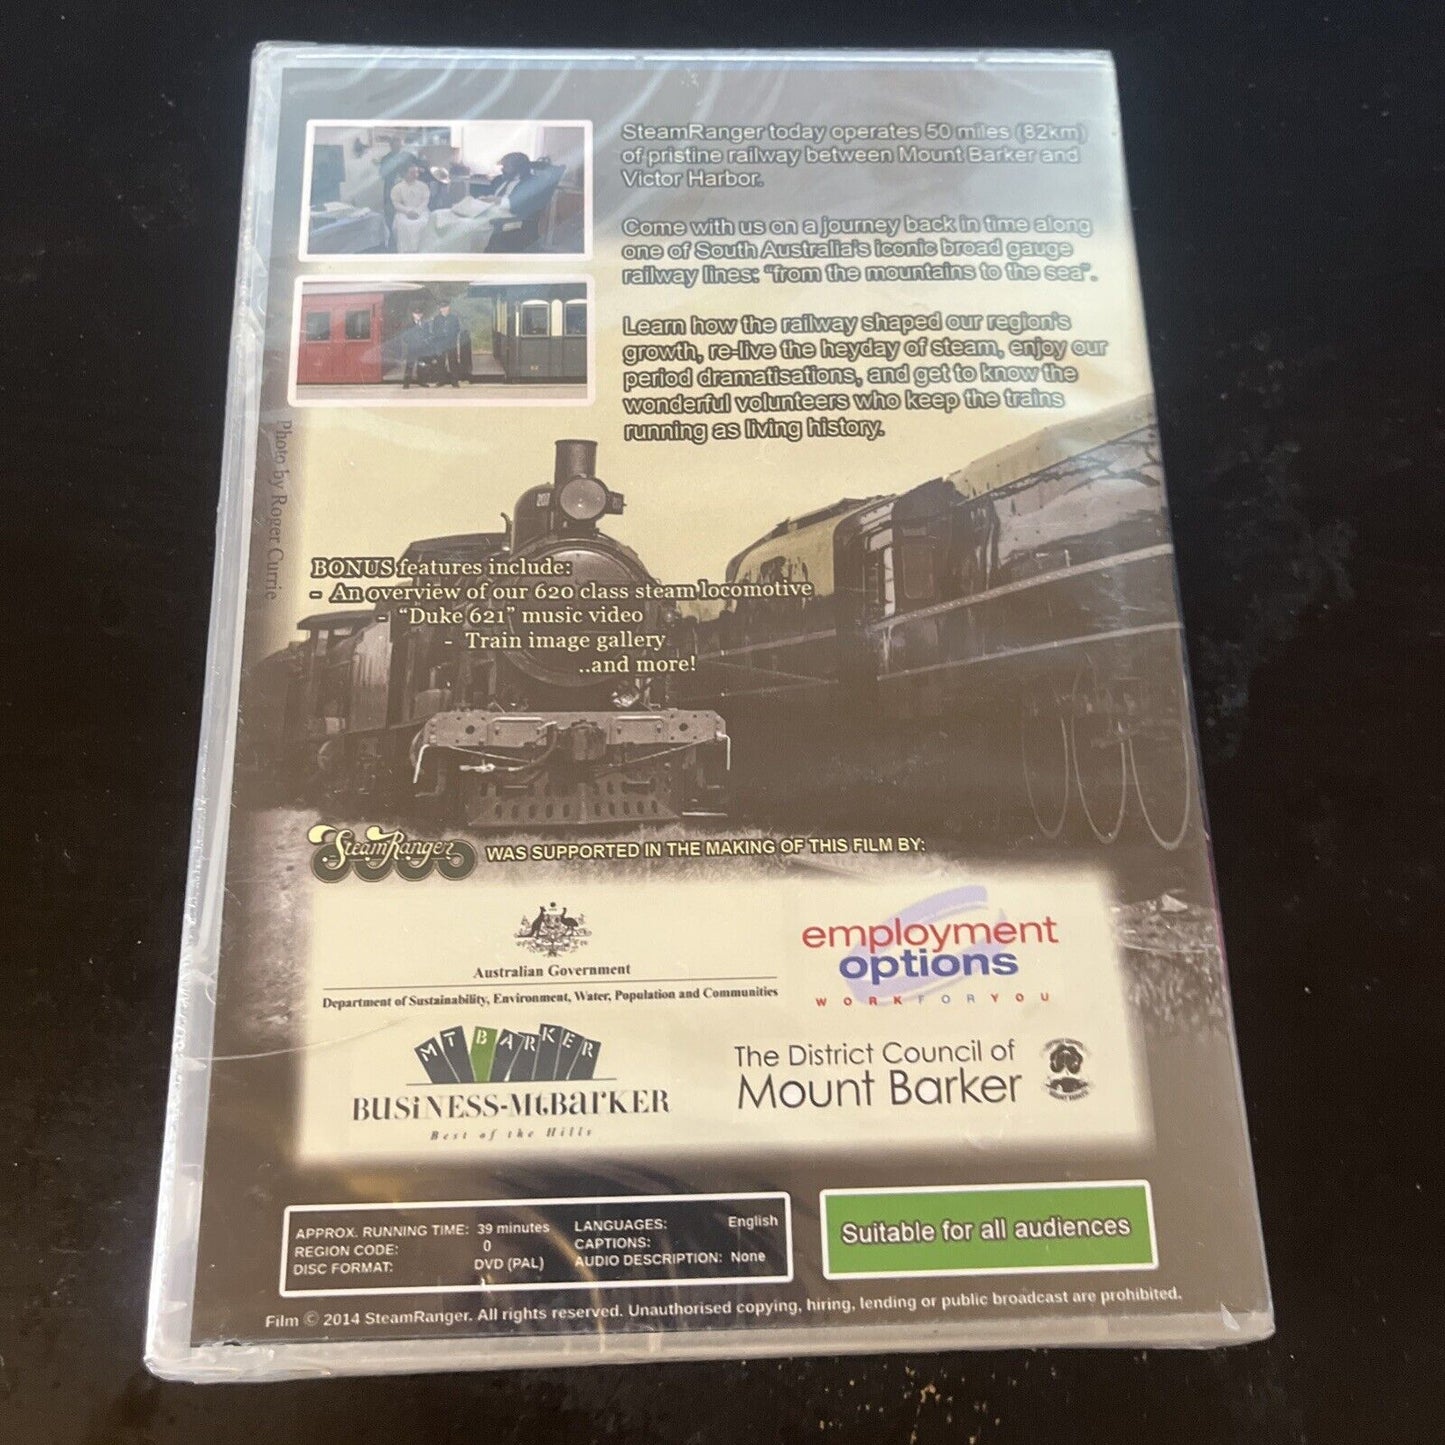 SteamRanger today operates 50 miles (82km)
of pristine railway between Mount Barker and
Victor Harbor.
Come with us on a journey back in time along
one of South Australia's iconic broad gauge
railway lines: "from the mountains to the sea".
Learn how the railway shaped our region's
growth, re-live the heyday of steam, enjoy our
period dramatisations, and get to know the
wonderful volunteers who keep the trains
running as living history.
Photo by Roger Currie
BONUS features include:
- An overview of our 620 class steam locomotive
- "Duke 621" music video
- Train image gallery
..and more!
SteamRanger WAS SUPPORTED IN THE MAKING OF THIS FILM BY:
Australian Government
Department of Sustainability, Environment, Water, Population and Communities
employment
options
WORK FOR YOU
MT BARKER
BUSiNESS-MtBarKER
Best of the Hills
The District Council of
Mount Barker
APPROX. RUNNING TIME: 39 minutes
REGION CODE: 0
DISC FORMAT: DVD (PAL)
LANGUAGES: English
CAPTIONS:
AUDIO DESCRIPTION: None
Suitable for all audiences
Film © 2014 SteamRanger. All rights reserved. Unauthorised copying, hiring, lending or public broadcast are prohibited.